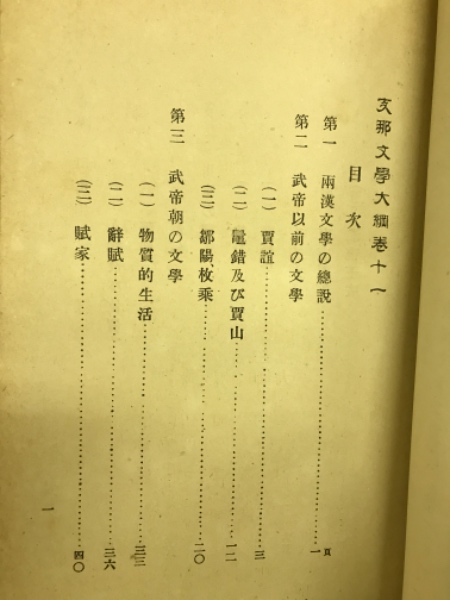 支那文學大綱卷十一
目次
第一 兩漢文學の總說……………一頁
第二 武帝以前の文學
(一) 賈誼……………三
(二) 鼂錯及び賈山……………一二
(三) 鄒陽枚乘……………二〇
第三 武帝朝の文學
(一) 物質的生活……………三三
(二) 辭賦……………三六
(三) 賦家……………四〇
一